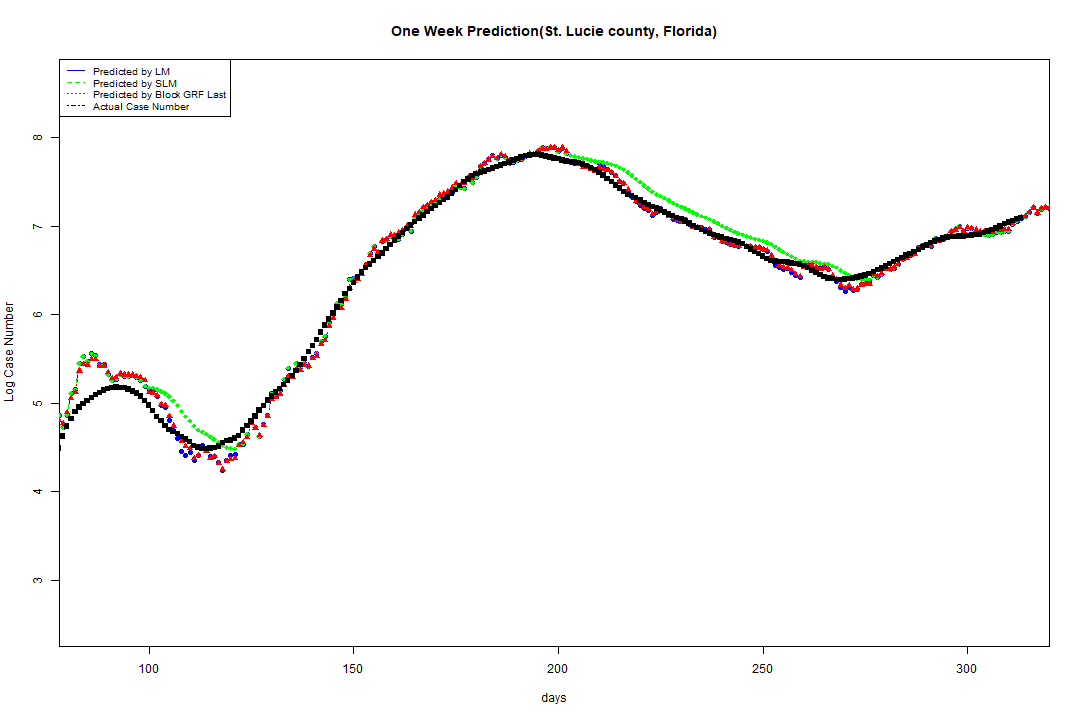 One Week Prediction(St. Lucie county, Florida)
Predicted by LM
Predicted by SLM
Predicted by Block GRF Last
Actual Case Number
8
7
6
5
4
3
Log Case Number
100 150 200 250 300
days